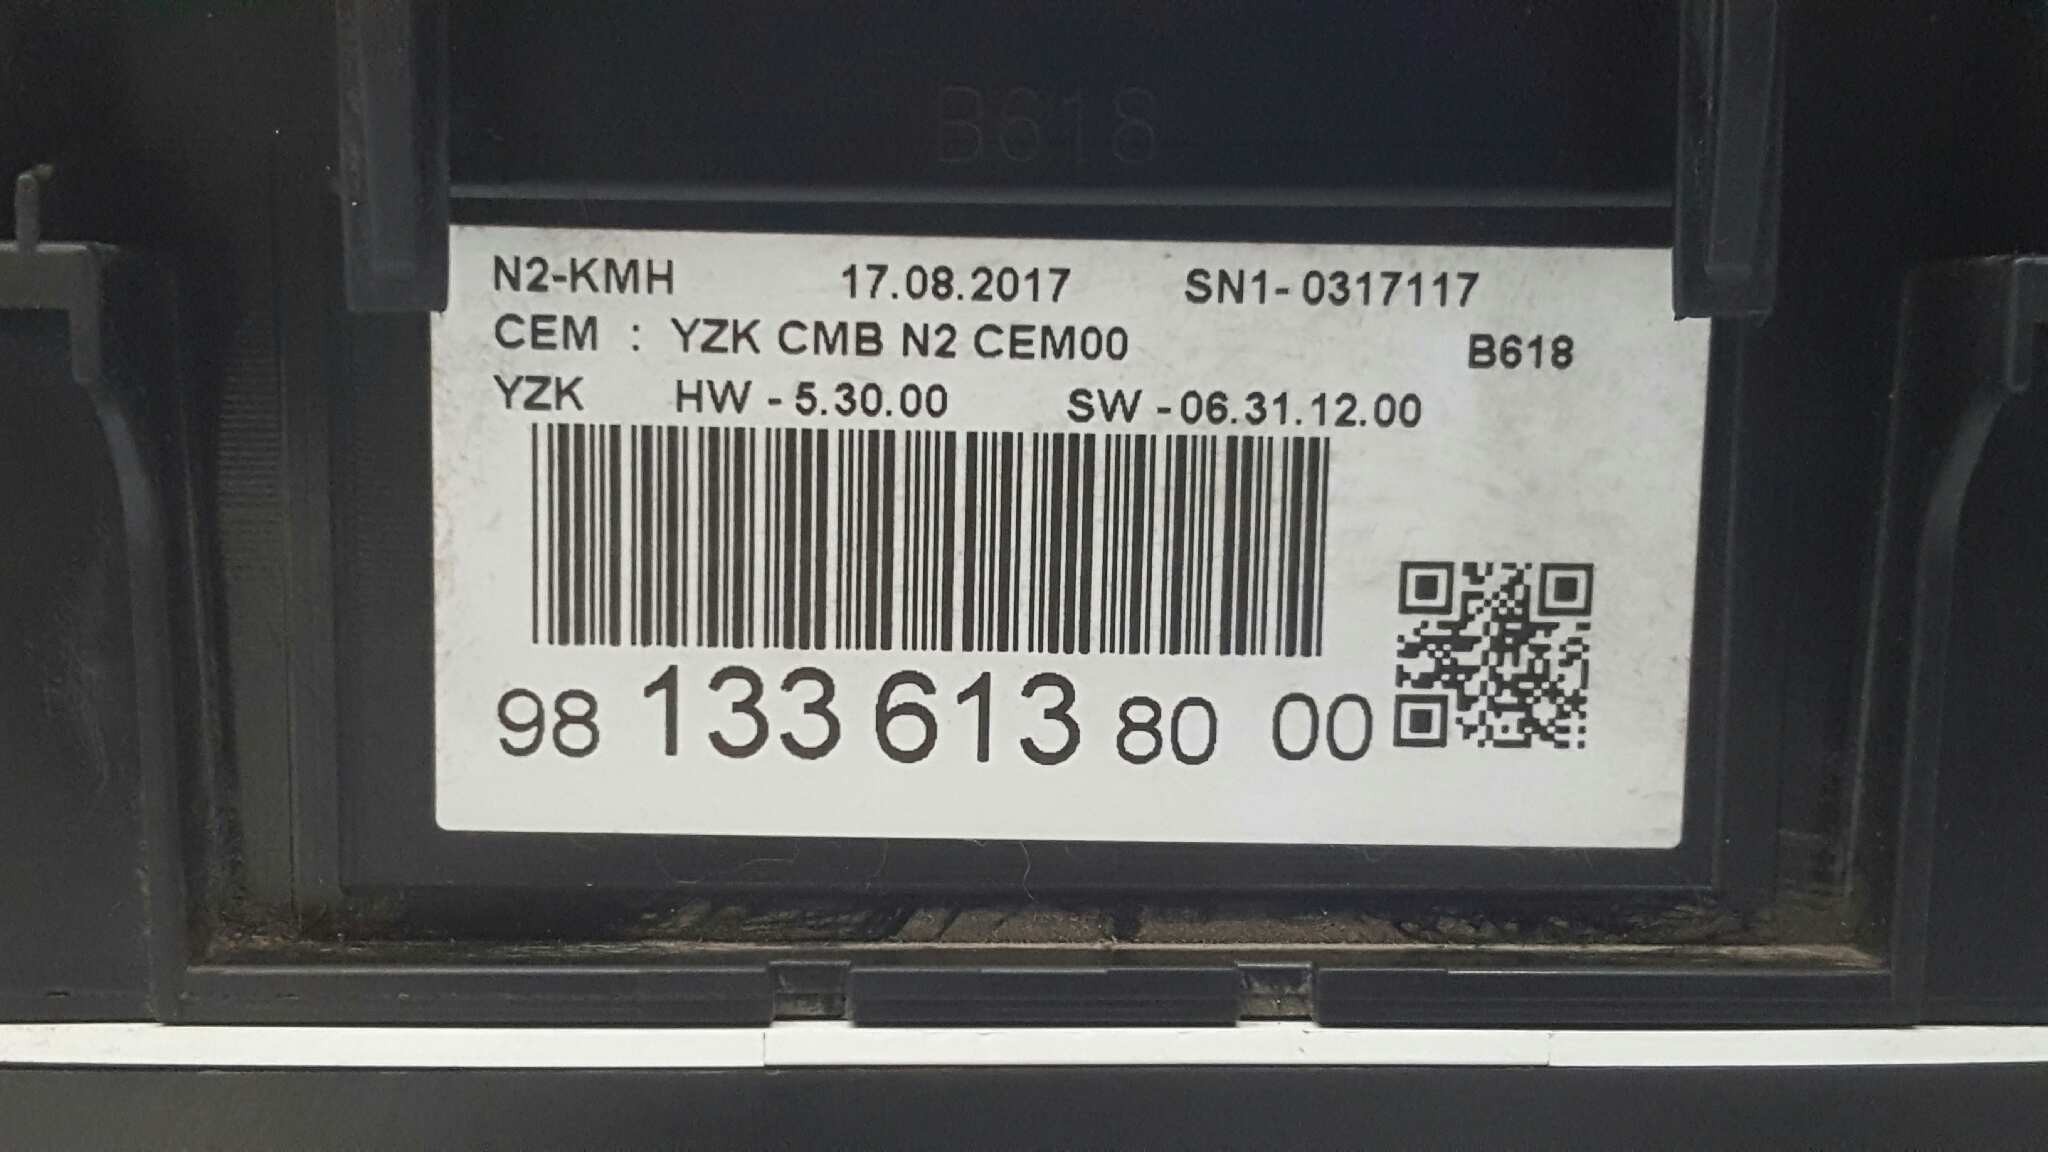 B618
N2-KMH 17.08.2017 SN1- 0317117
CEM : YZK CMB N2 CEM00 B618
YZK HW - 5.30.00 SW - 06.31.12.00
98 133 613 80 00